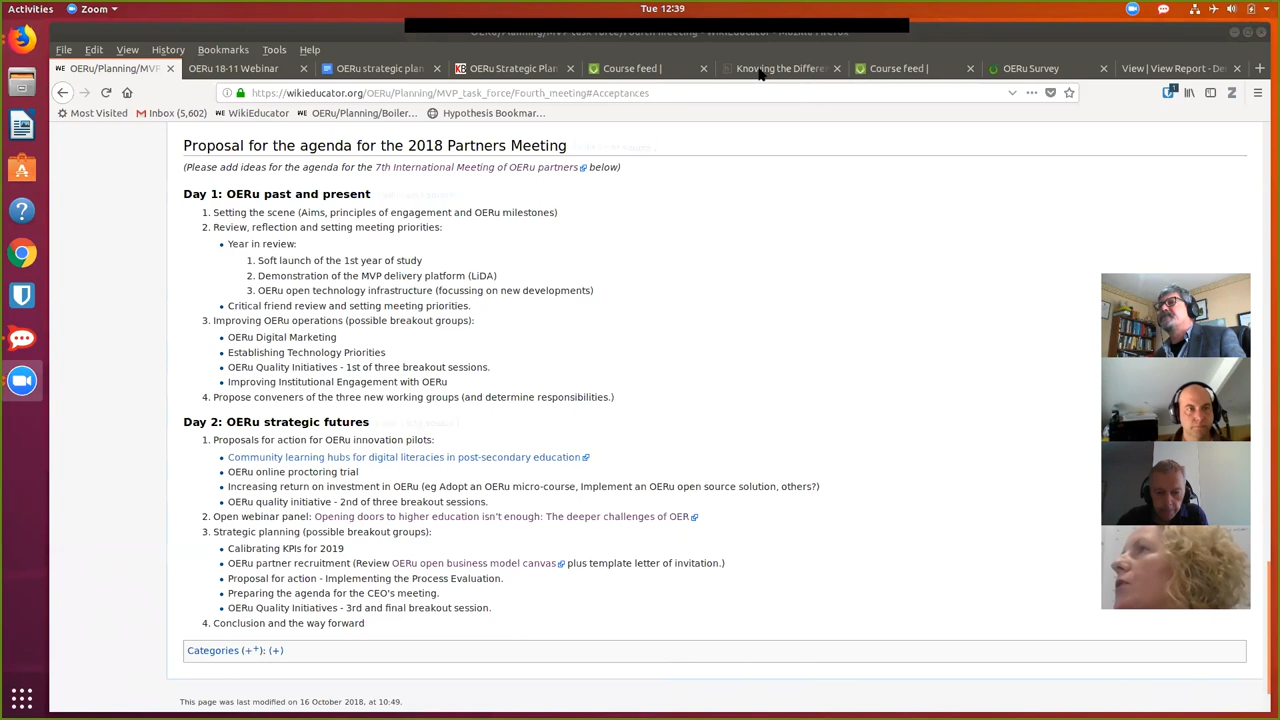 Activities
Zoom
Tue 12:39
OERu/Planning/MVP task force/Fourth meeting - WikiEducator - Mozilla Firefox
File Edit View History Bookmarks Tools Help
OERu/Planning/MVP
OERu 18-11 Webinar
OERu strategic plan
OERu Strategic Plan
Course feed |
Knowing the Differe
Course feed |
OERu Survey
View | View Report - De
https://wikieducator.org/OERu/Planning/MVP_task_force/Fourth_meeting#Acceptances
Most Visited
Inbox (5,602)
WikiEducator
OERu/Planning/Boiler...
Hypothesis Bookmar...
Proposal for the agenda for the 2018 Partners Meeting
(Please add ideas for the agenda for the 7th International Meeting of OERu partners below)
Day 1: OERu past and present
1. Setting the scene (Aims, principles of engagement and OERu milestones)
2. Review, reflection and setting meeting priorities:
• Year in review:
1. Soft launch of the 1st year of study
2. Demonstration of the MVP delivery platform (LiDA)
3. OERu open technology infrastructure (focussing on new developments)
• Critical friend review and setting meeting priorities.
3. Improving OERu operations (possible breakout groups):
• OERu Digital Marketing
• Establishing Technology Priorities
• OERu Quality Initiatives - 1st of three breakout sessions.
• Improving Institutional Engagement with OERu
4. Propose conveners of the three new working groups (and determine responsibilities.)
Day 2: OERu strategic futures
1. Proposals for action for OERu innovation pilots:
• Community learning hubs for digital literacies in post-secondary education
• OERu online proctoring trial
• Increasing return on investment in OERu (eg Adopt an OERu micro-course, Implement an OERu open source solution, others?)
• OERu quality initiative - 2nd of three breakout sessions.
2. Open webinar panel: Opening doors to higher education isn't enough: The deeper challenges of OER
3. Strategic planning (possible breakout groups):
• Calibrating KPIs for 2019
• OERu partner recruitment (Review OERu open business model canvas plus template letter of invitation.)
• Proposal for action - Implementing the Process Evaluation.
• Preparing the agenda for the CEO's meeting.
• OERu Quality Initiatives - 3rd and final breakout session.
4. Conclusion and the way forward
Categories (++): (+)
This page was last modified on 16 October 2018, at 10:49.